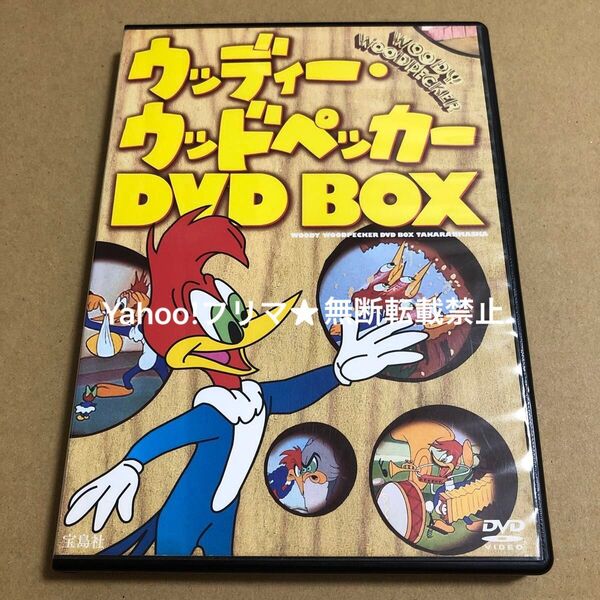 ウッディー・
ウッドペッカー
DVD BOX
WOODY
WOODPECKER
WOODY WOODPECKER DVD BOX TAKARAJIMASHA
Yahoo!フリマ★無断転載禁止
宝島社
DVD
VIDEO